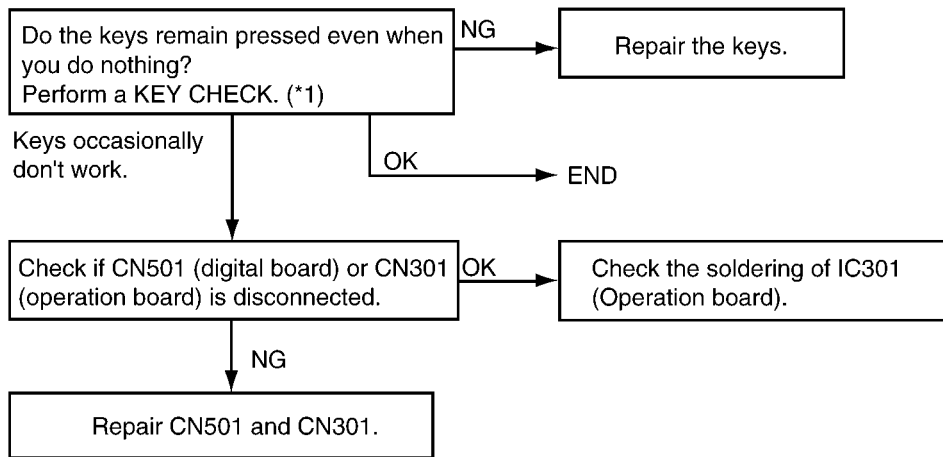 Do the keys remain pressed even when
you do nothing?
Perform a KEY CHECK. (*1)
NG
Repair the keys.
Keys occasionally
don't work.
OK
END
Check if CN501 (digital board) or CN301
(operation board) is disconnected.
OK
Check the soldering of IC301
(Operation board).
NG
Repair CN501 and CN301.